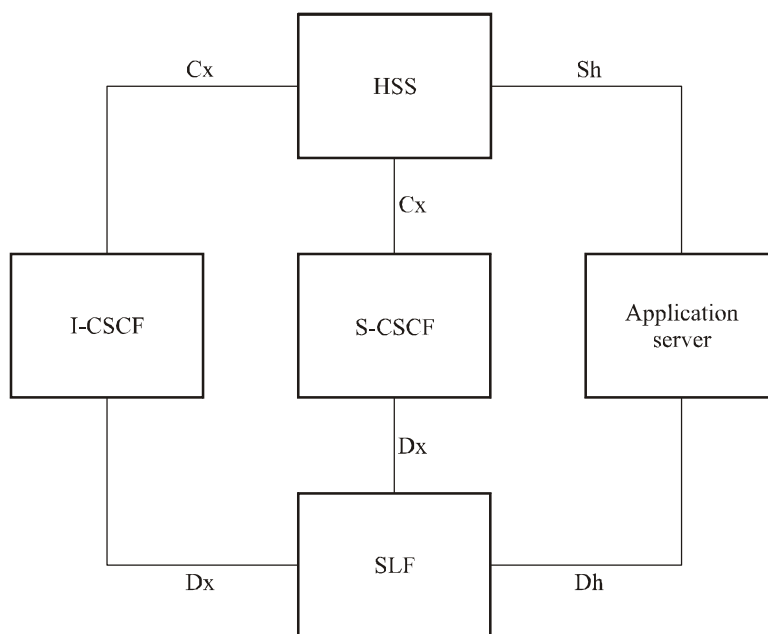 Cx
Sh
HSS
Cx
I-CSCF
S-CSCF
Application
server
Dx
Dx
SLF
Dh